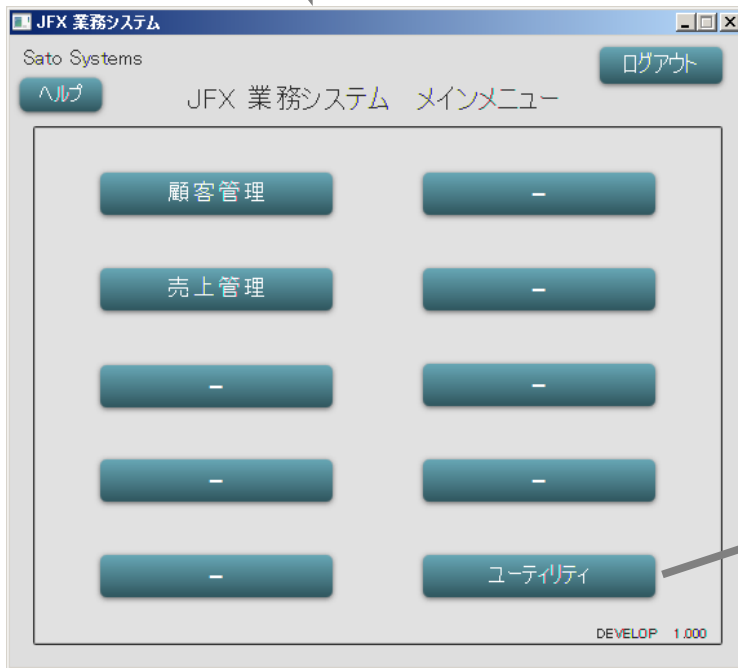 JFX 業務システム
Sato Systems
ログアウト
ヘルプ
JFX 業務システム　メインメニュー
顧客管理
－
売上管理
－
－
－
－
－
－
ユーティリティ
DEVELOP 1.000